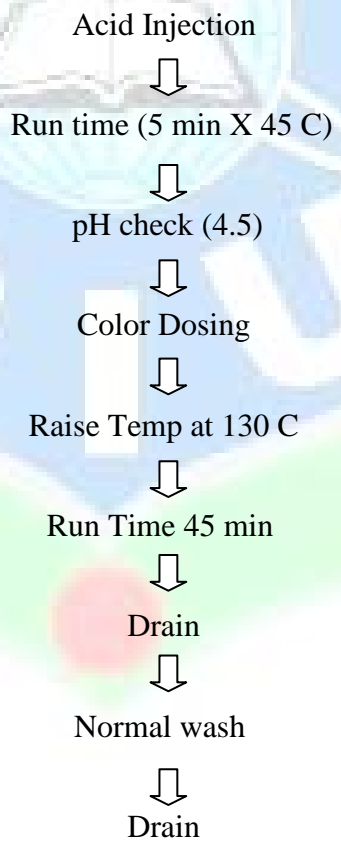 Acid Injection
Run time (5 min X 45 C)
pH check (4.5)
Color Dosing
Raise Temp at 130 C
Run Time 45 min
Drain
Normal wash
Drain